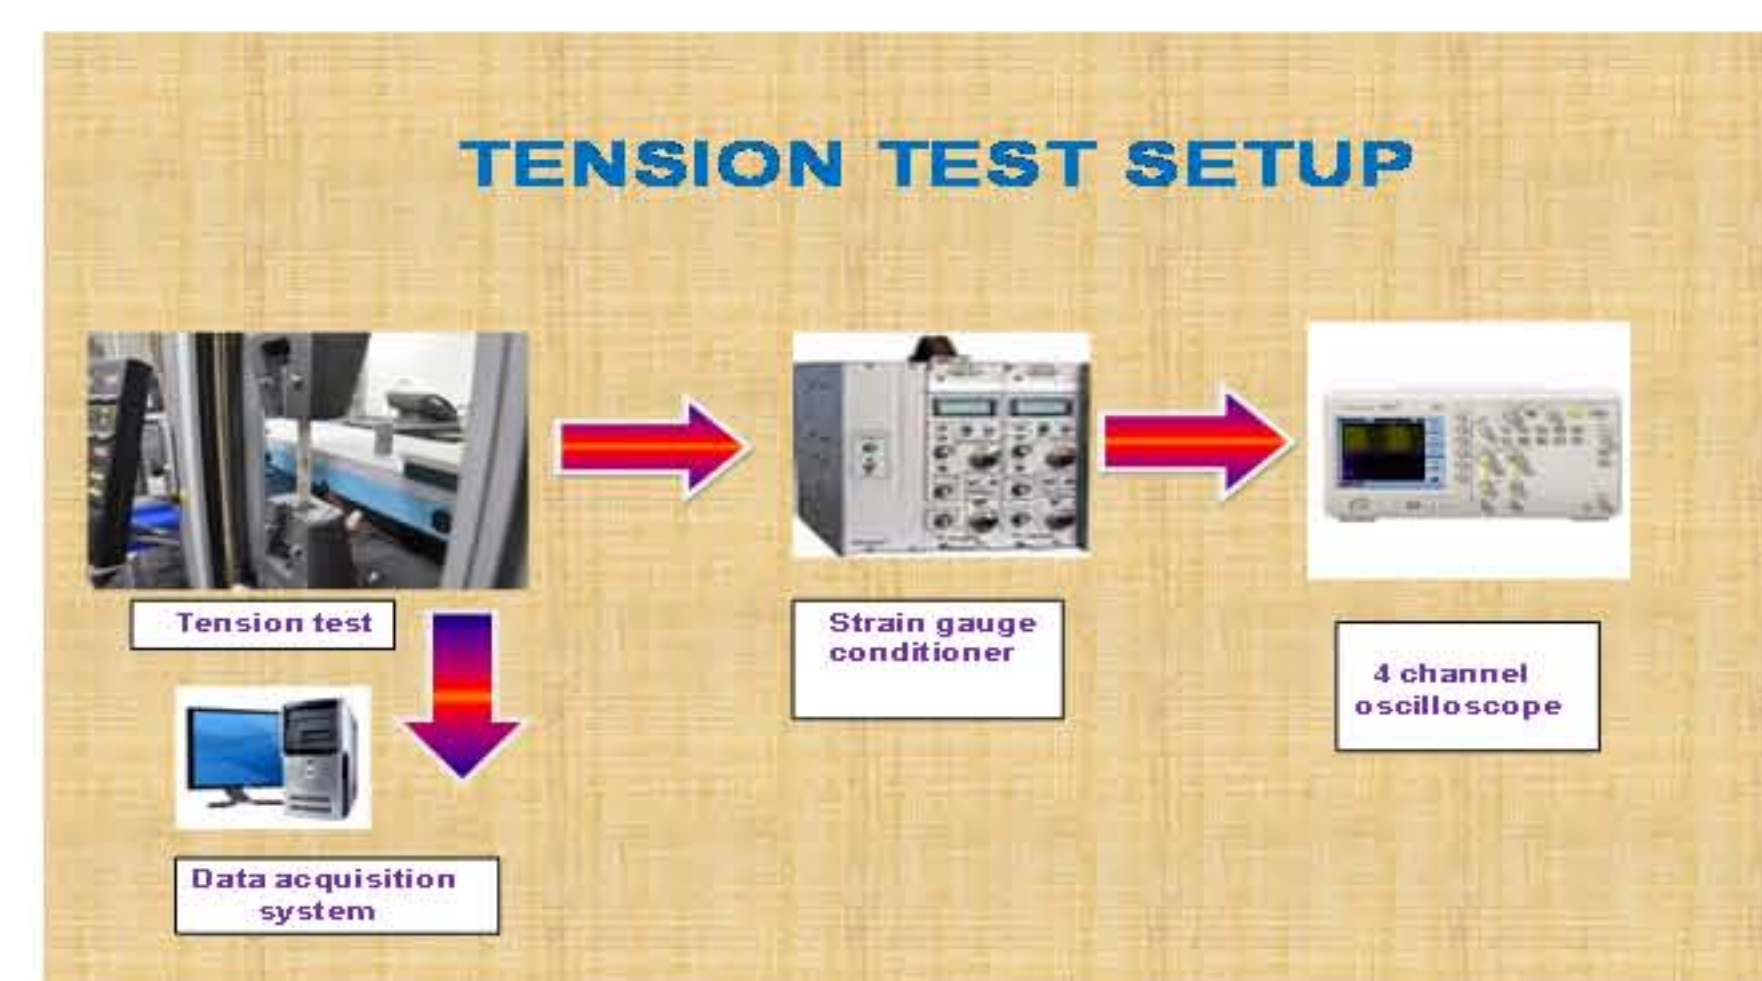 TENSION TEST SETUP
Tension test
Strain gauge
conditioner
4 channel
oscilloscope
Data acquisition
system